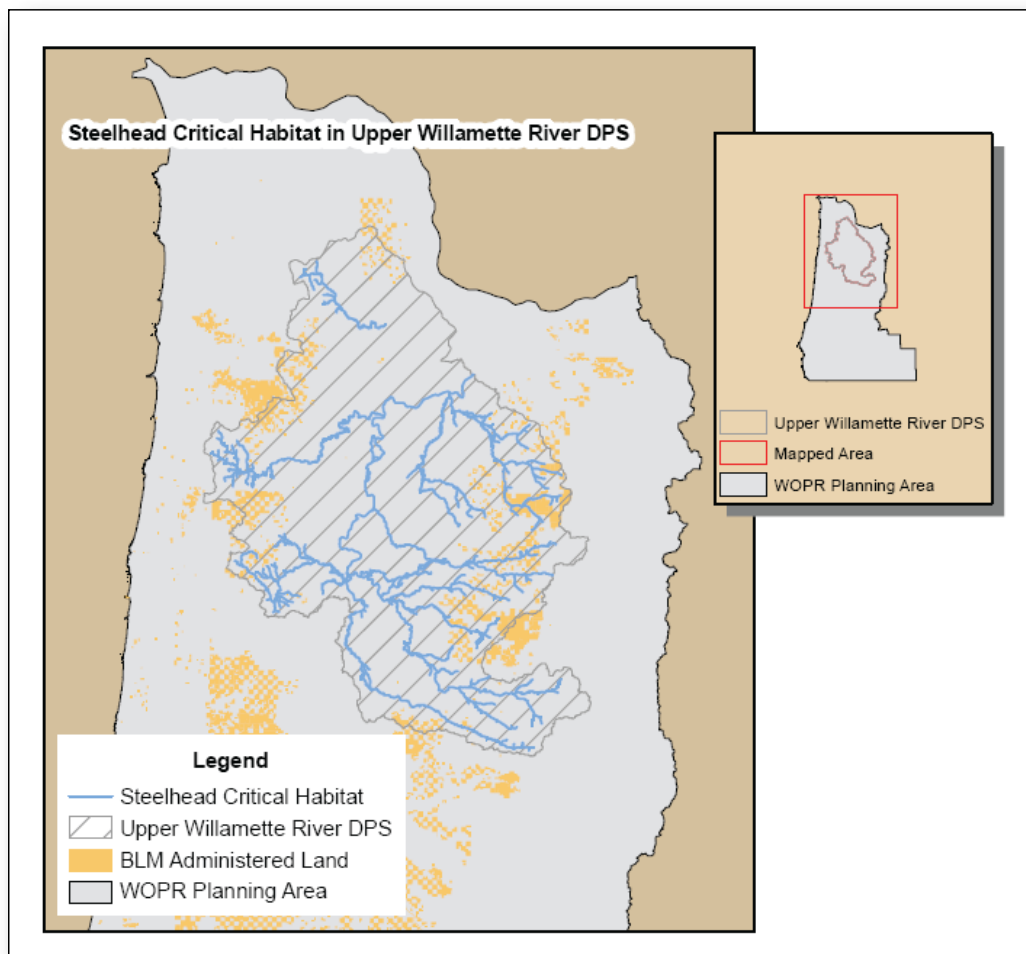 Steelhead Critical Habitat in Upper Willamette River DPS
Upper Willamette River DPS
Mapped Area
WOPR Planning Area
Legend
Steelhead Critical Habitat
Upper Willamette River DPS
BLM Administered Land
WOPR Planning Area